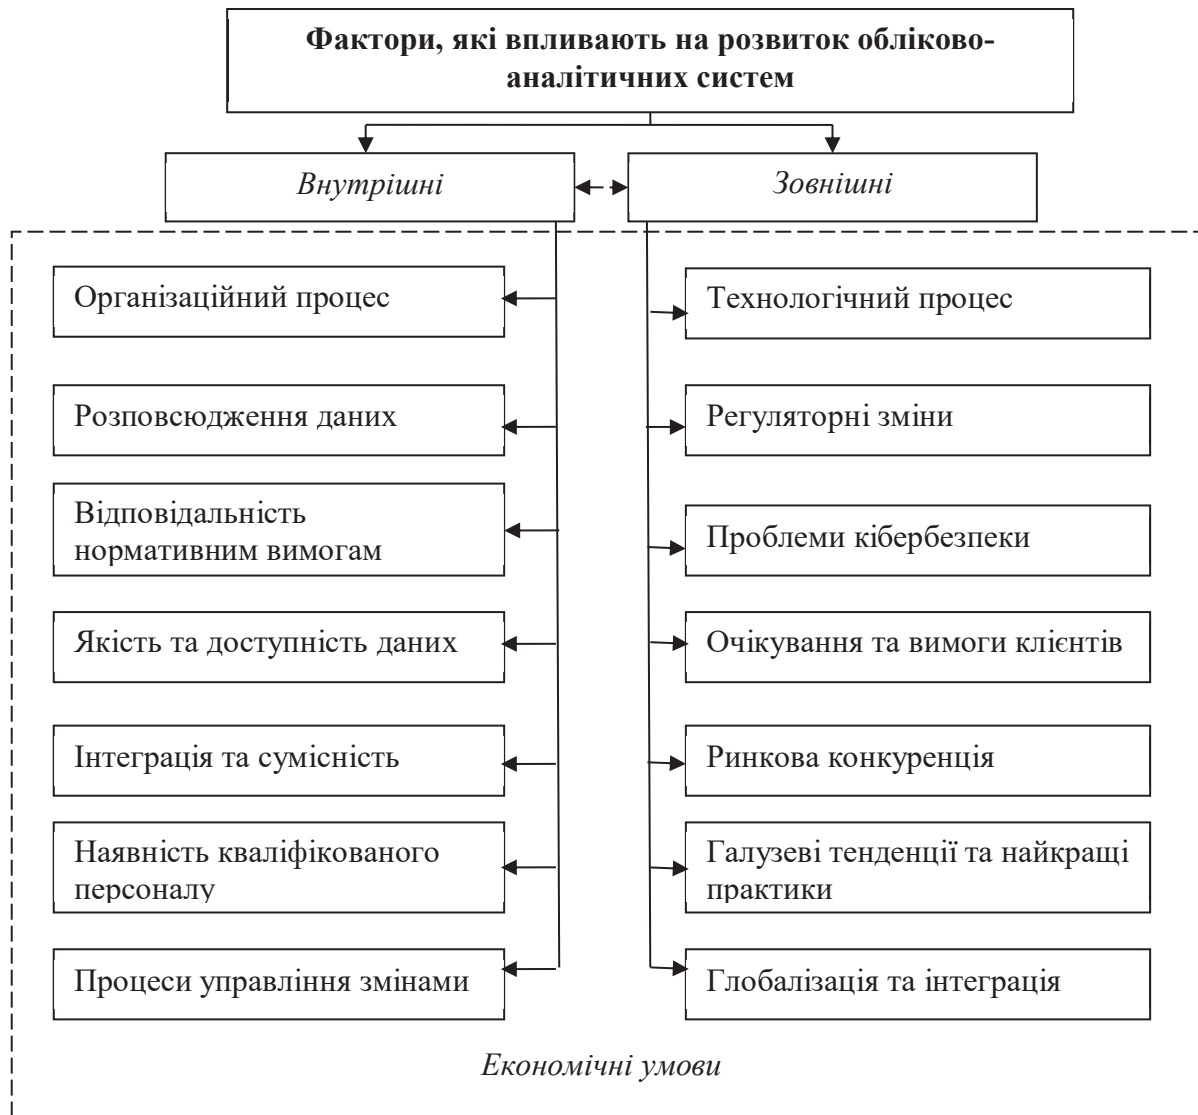 Фактори, які впливають на розвиток обліково-
аналітичних систем
Внутрішні
Зовнішні
Організаційний процес
Розповсюдження даних
Відповідальність
нормативним вимогам
Якість та доступність даних
Інтеграція та сумісність
Наявність кваліфікованого
персоналу
Процеси управління змінами
Технологічний процес
Регуляторні зміни
Проблеми кібербезпеки
Очікування та вимоги клієнтів
Ринкова конкуренція
Галузеві тенденції та найкращі
практики
Глобалізація та інтеграція
Економічні умови